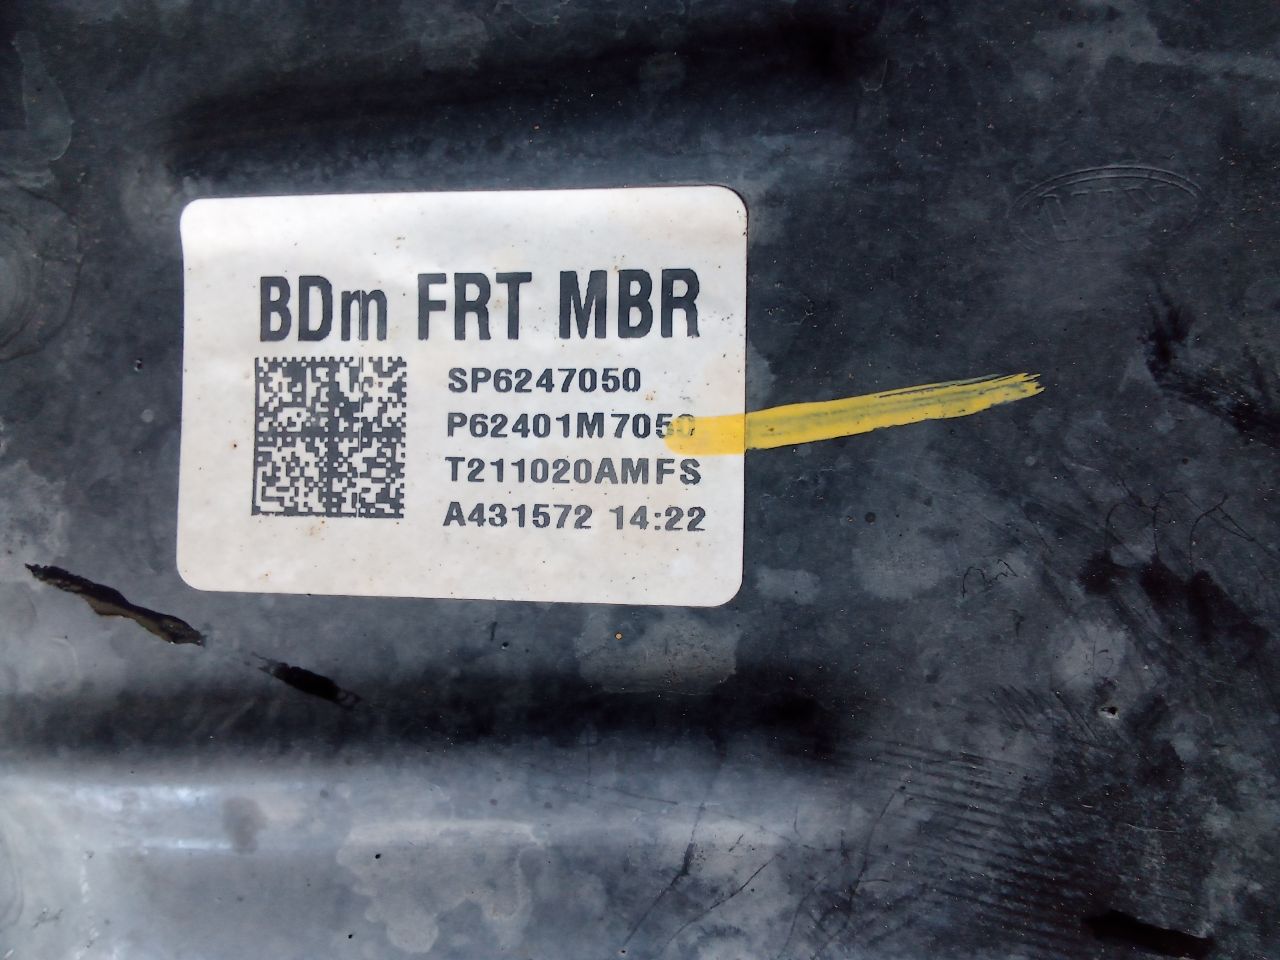 BDm FRT MBR
SP6247050
P62401M7050
T211020AMFS
A431572 14:22